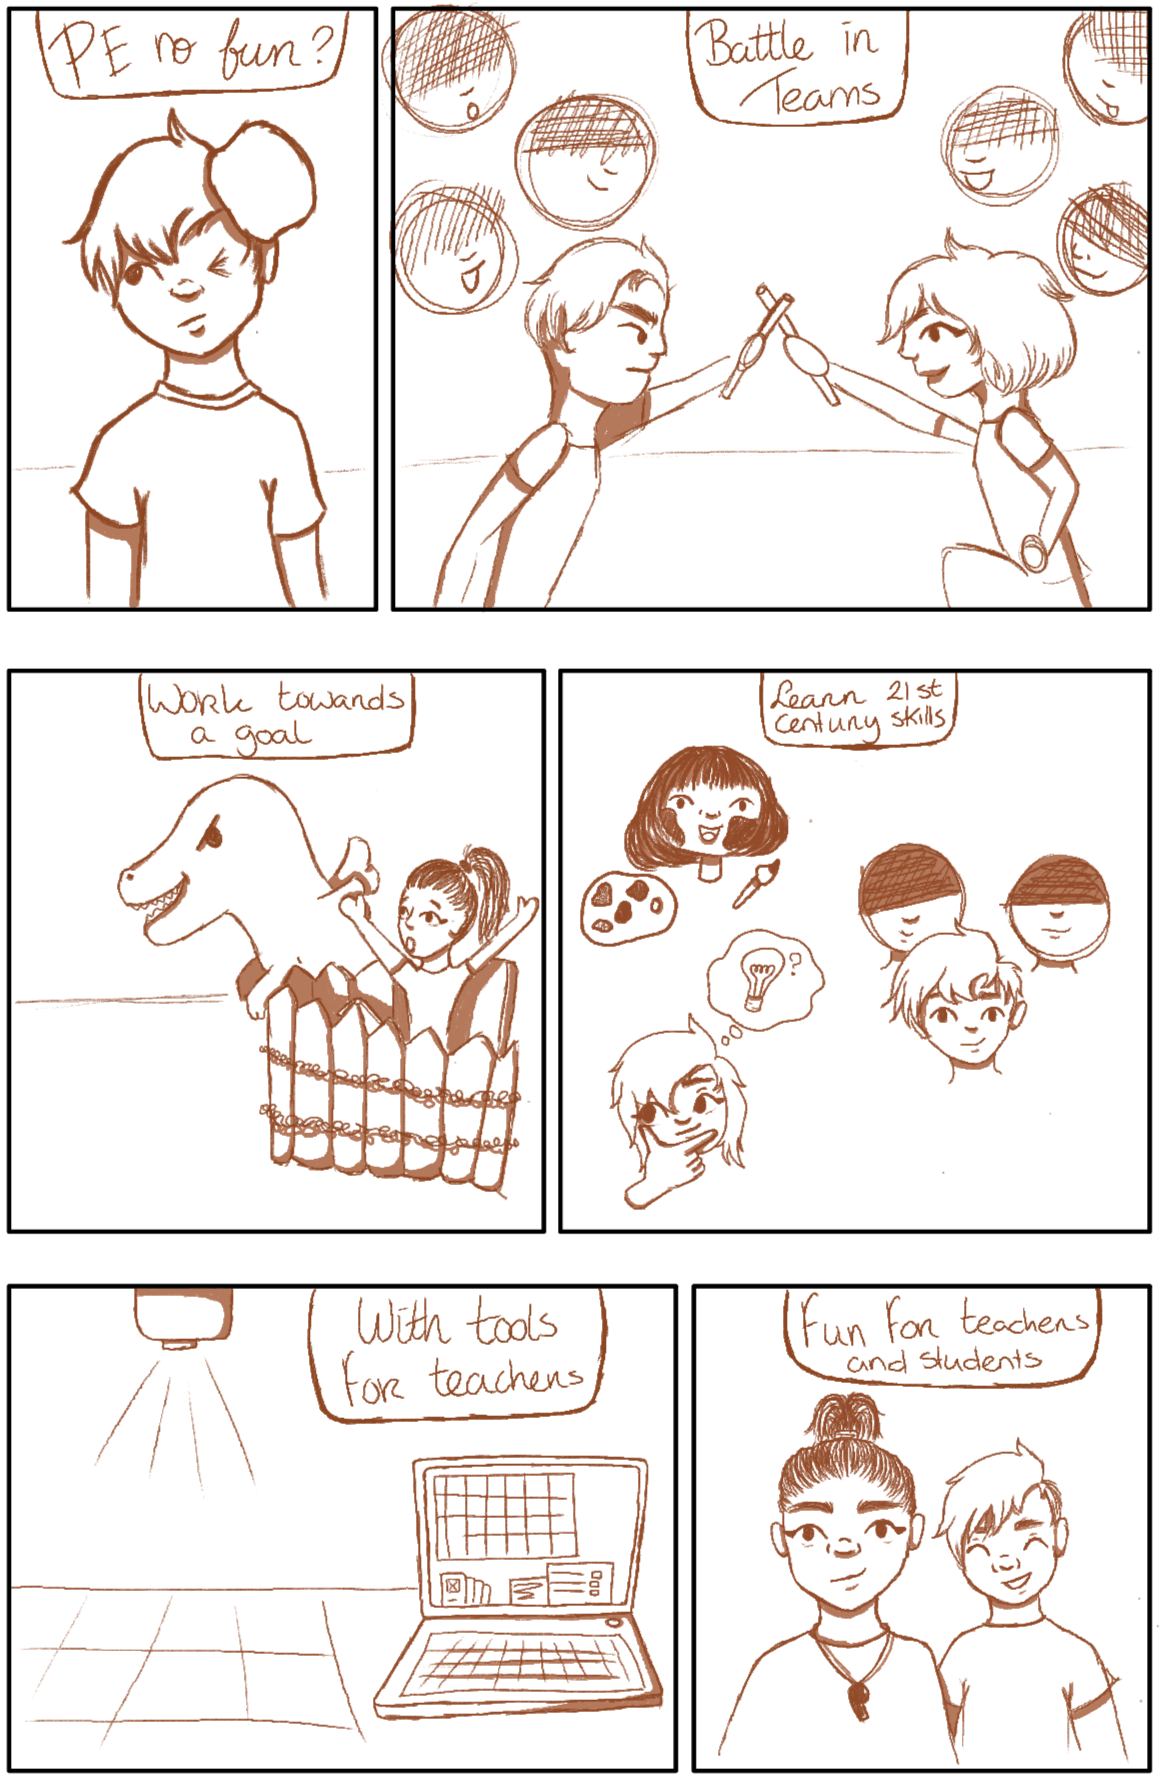 PE no fun?
Battle in
Teams
Work towards
a goal
Learn 21st
century skills
?
With tools
for teachers
Fun for teachers
and students